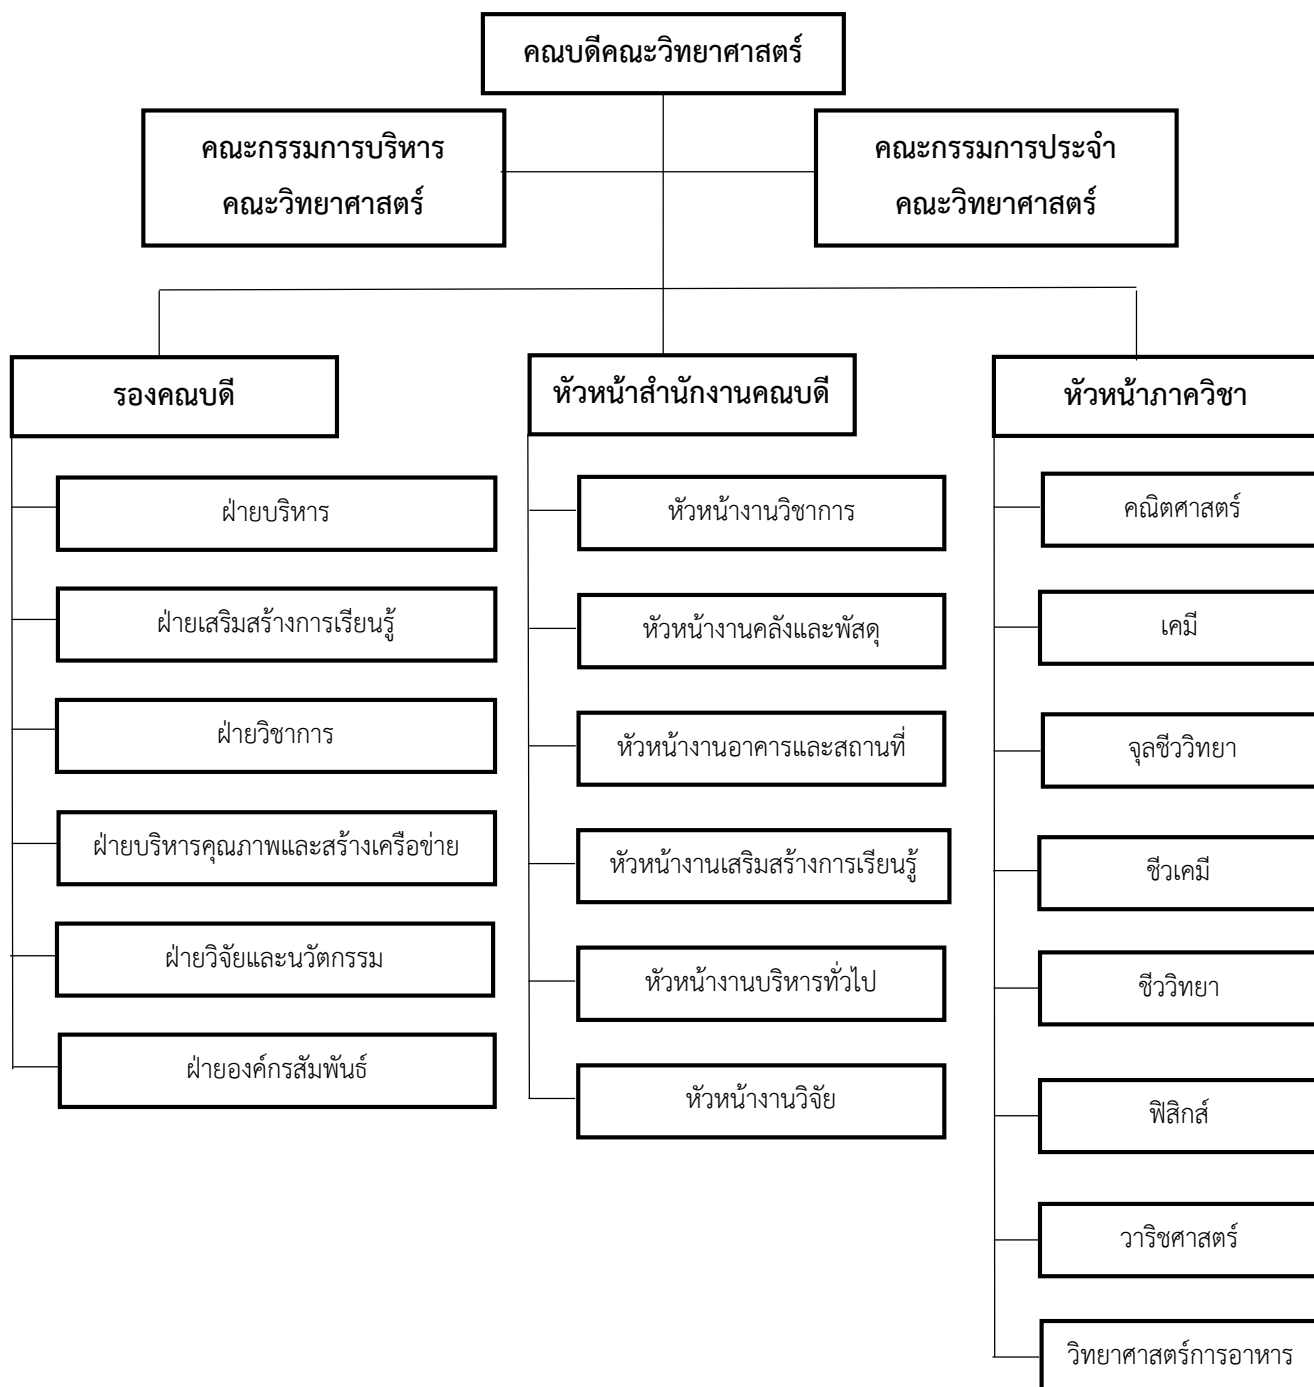 คณบดีคณะวิทยาศาสตร์
คณะกรรมการบริหาร
คณะวิทยาศาสตร์
คณะกรรมการประจำ
คณะวิทยาศาสตร์
รองคณบดี
ฝ่ายบริหาร
ฝ่ายเสริมสร้างการเรียนรู้
ฝ่ายวิชาการ
ฝ่ายบริหารคุณภาพและสร้างเครือข่าย
ฝ่ายวิจัยและนวัตกรรม
ฝ่ายองค์กรสัมพันธ์
หัวหน้าสำนักงานคณบดี
หัวหน้างานวิชาการ
หัวหน้างานคลังและพัสดุ
หัวหน้างานอาคารและสถานที่
หัวหน้างานเสริมสร้างการเรียนรู้
หัวหน้างานบริหารทั่วไป
หัวหน้างานวิจัย
หัวหน้าภาควิชา
คณิตศาสตร์
เคมี
จุลชีววิทยา
ชีวเคมี
ชีววิทยา
ฟิสิกส์
วาริชศาสตร์
วิทยาศาสตร์การอาหาร